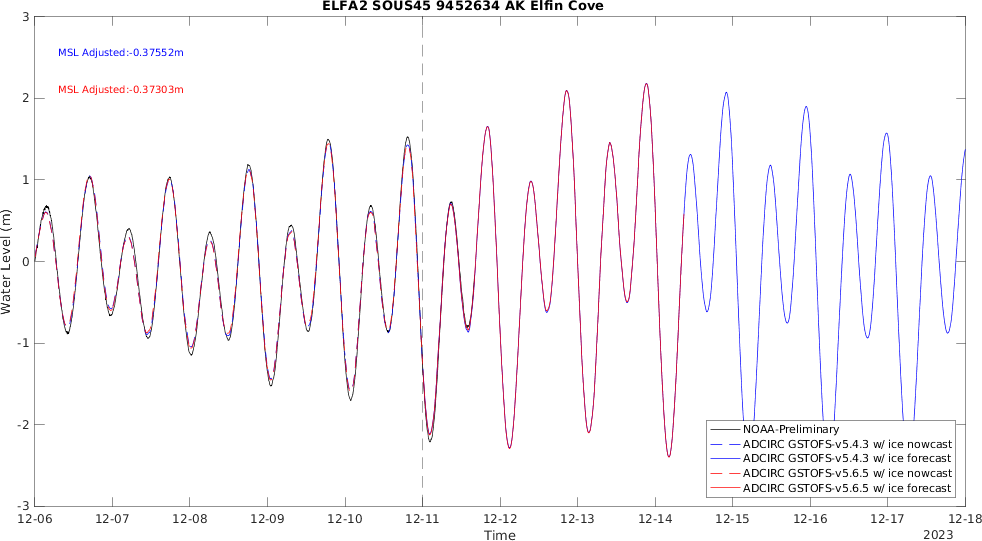 ELFA2 SOUS45 9452634 AK Elfin Cove
MSL Adjusted:-0.37552m
MSL Adjusted:-0.37303m
3
2
1
0
-1
-2
-3
Water Level (m)
NOAA-Preliminary
ADCIRC GSTOFS-v5.4.3 w/ ice nowcast
ADCIRC GSTOFS-v5.4.3 w/ ice forecast
ADCIRC GSTOFS-v5.6.5 w/ ice nowcast
ADCIRC GSTOFS-v5.6.5 w/ ice forecast
12-06 12-07 12-08 12-09 12-10 12-11 12-12 12-13 12-14 12-15 12-16 12-17 12-18
Time
2023